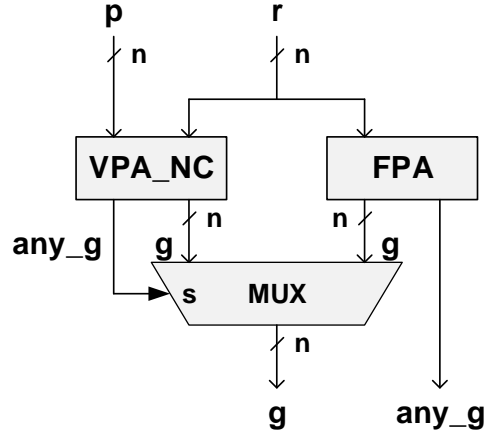 p r
n n
VPA_NC FPA
n n
any_g g g
s MUX
n
g any_g